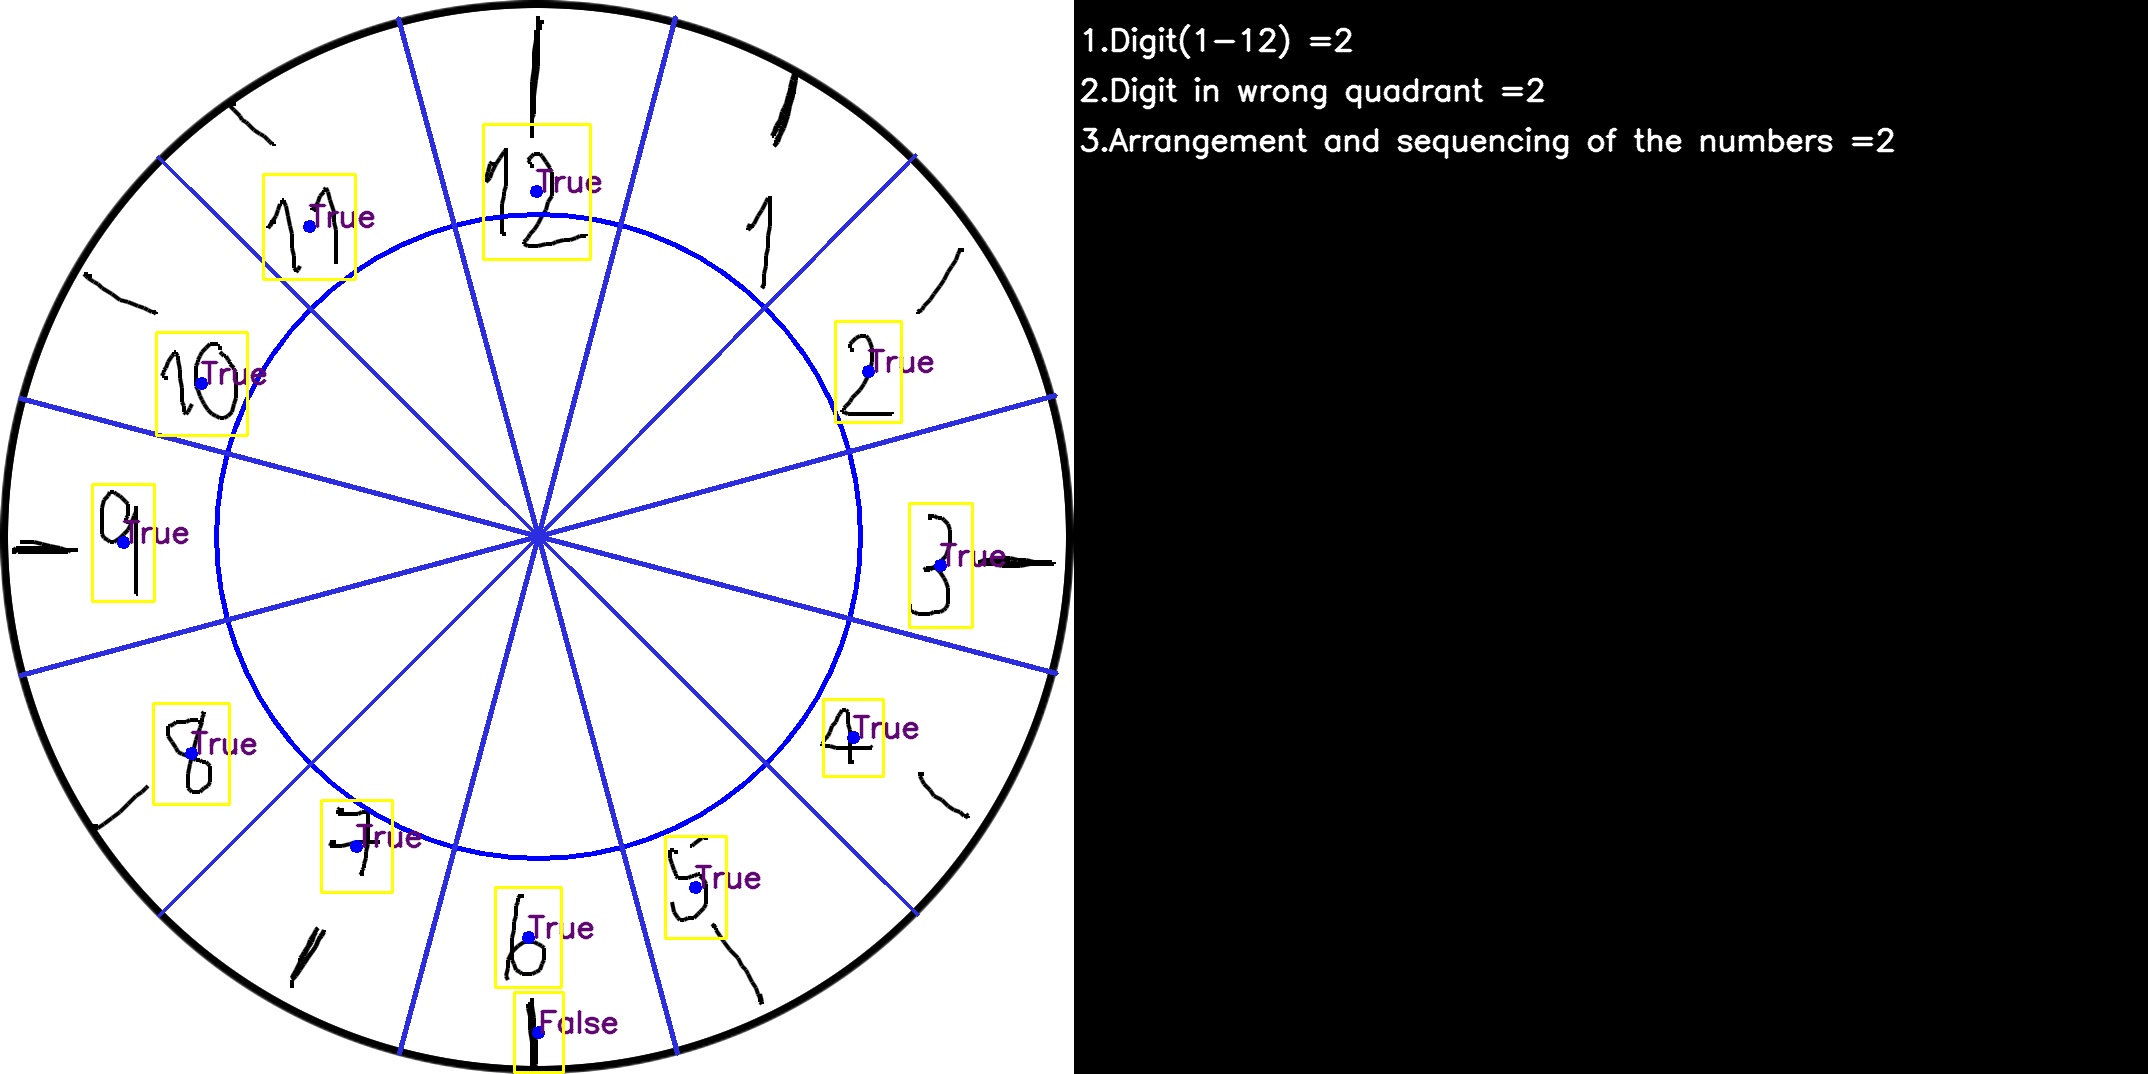 1.Digit(1-12) =2
2.Digit in wrong quadrant =2
3.Arrangement and sequencing of the numbers =2
12 True
11 True
1
10 True
2 True
9 True
3 True
8 True
4 True
7 True
5 True
6 True
False